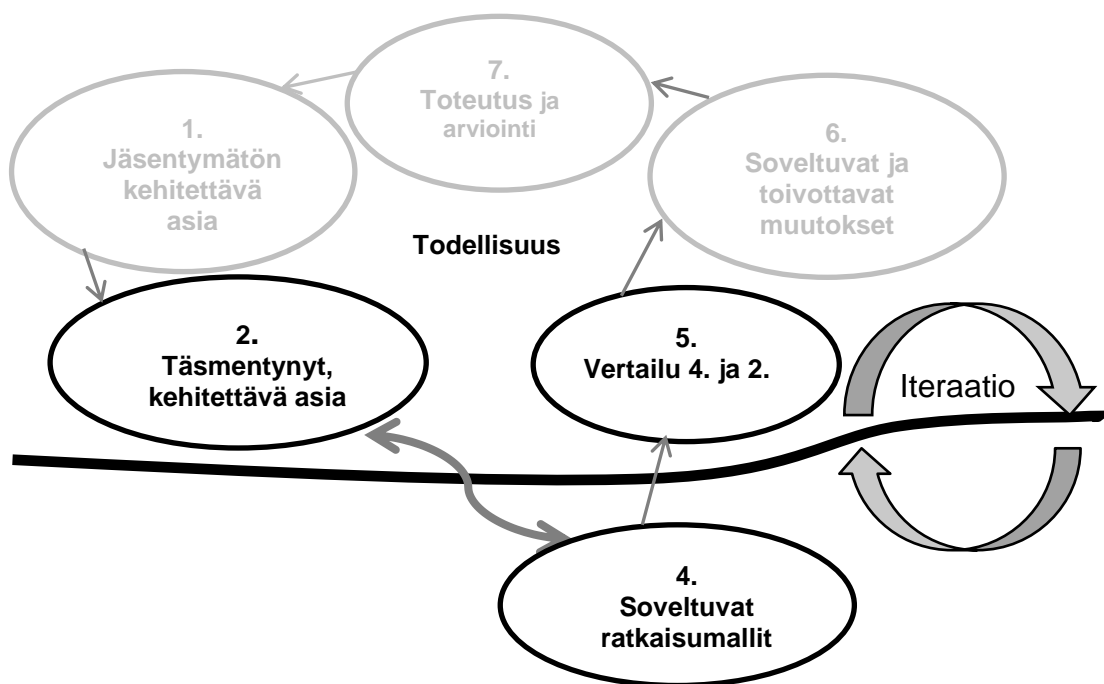 7.
Toteutus ja
arviointi
1.
Jäsentymätön
kehitettävä
asia
6.
Soveltuvat ja
toivottavat
muutokset
Todellisuus
2.
Täsmentynyt,
kehitettävä asia
5.
Vertailu 4. ja 2.
Iteraatio
4.
Soveltuvat
ratkaisumallit